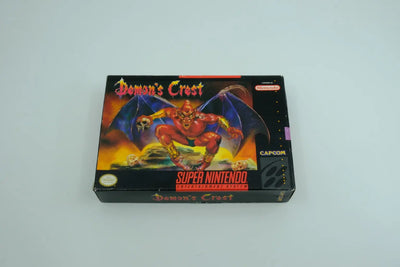 Demon's Crest
Nintendo
CAPCOM
SUPER NINTENDO
ENTERTAINMENT SYSTEM
Demon's Crest